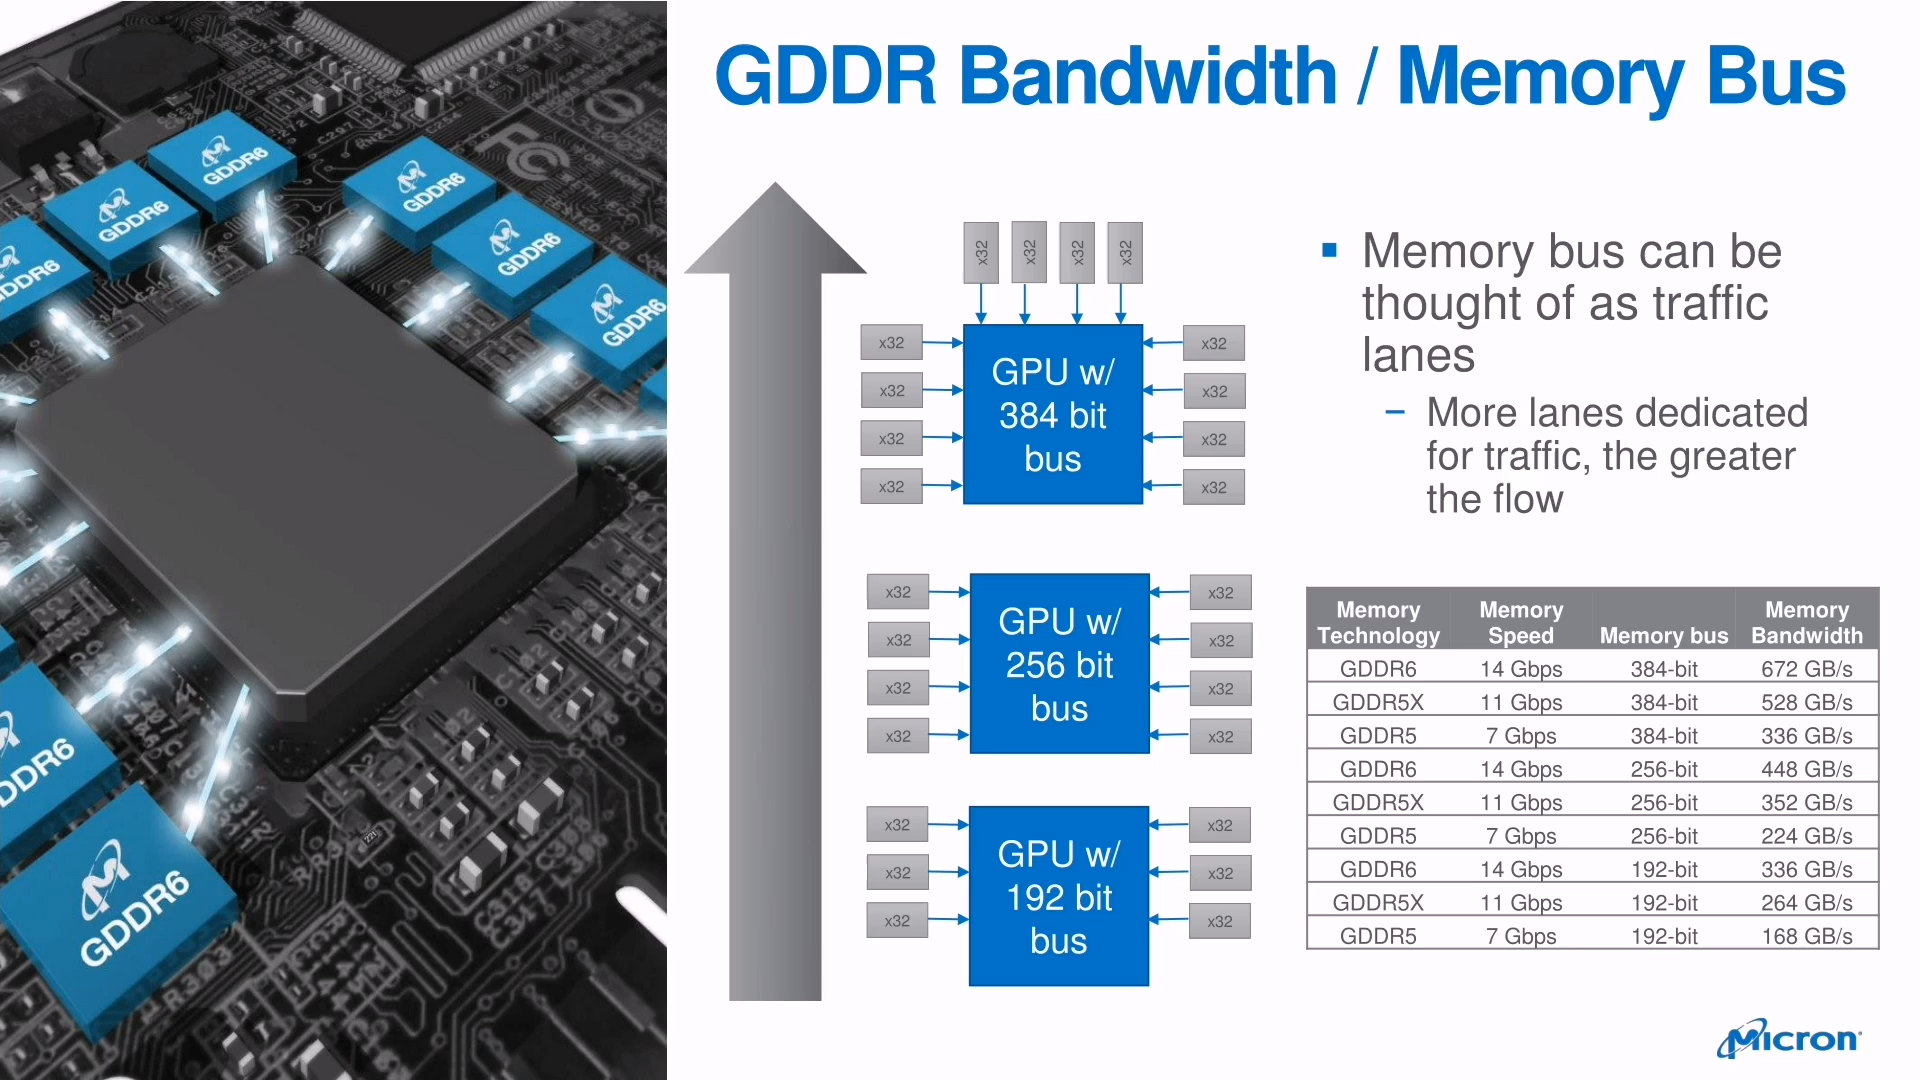 GDDR Bandwidth / Memory Bus
GDDR6
GDDR6
GDDR6
GDDR6
GDDR6
GDDR6
DDR6
GDDR6
x32
x32
x32
x32
x32
x32
x32
x32
GPU w/
384 bit
bus
x32
x32
x32
x32
x32
x32
x32
x32
GPU w/
256 bit
bus
x32
x32
x32
x32
x32
x32
x32
GPU w/
192 bit
bus
x32
x32
x32
Memory bus can be
thought of as traffic
lanes
– More lanes dedicated
for traffic, the greater
the flow
Memory Technology Memory Speed Memory bus Memory Bandwidth
GDDR6 14 Gbps 384-bit 672 GB/s
GDDR5X 11 Gbps 384-bit 528 GB/s
GDDR5 7 Gbps 384-bit 336 GB/s
GDDR6 14 Gbps 256-bit 448 GB/s
GDDR5X 11 Gbps 256-bit 352 GB/s
GDDR5 7 Gbps 256-bit 224 GB/s
GDDR6 14 Gbps 192-bit 336 GB/s
GDDR5X 11 Gbps 192-bit 264 GB/s
GDDR5 7 Gbps 192-bit 168 GB/s
Micron